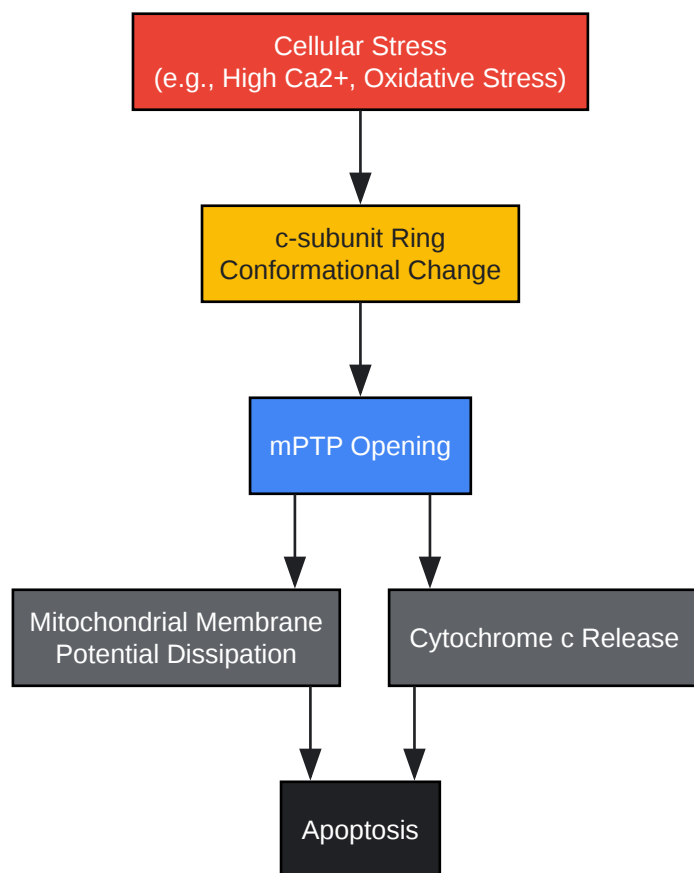 Cellular Stress
(e.g., High Ca2+, Oxidative Stress)
c-subunit Ring
Conformational Change
mPTP Opening
Mitochondrial Membrane
Potential Dissipation
Cytochrome c Release
Apoptosis